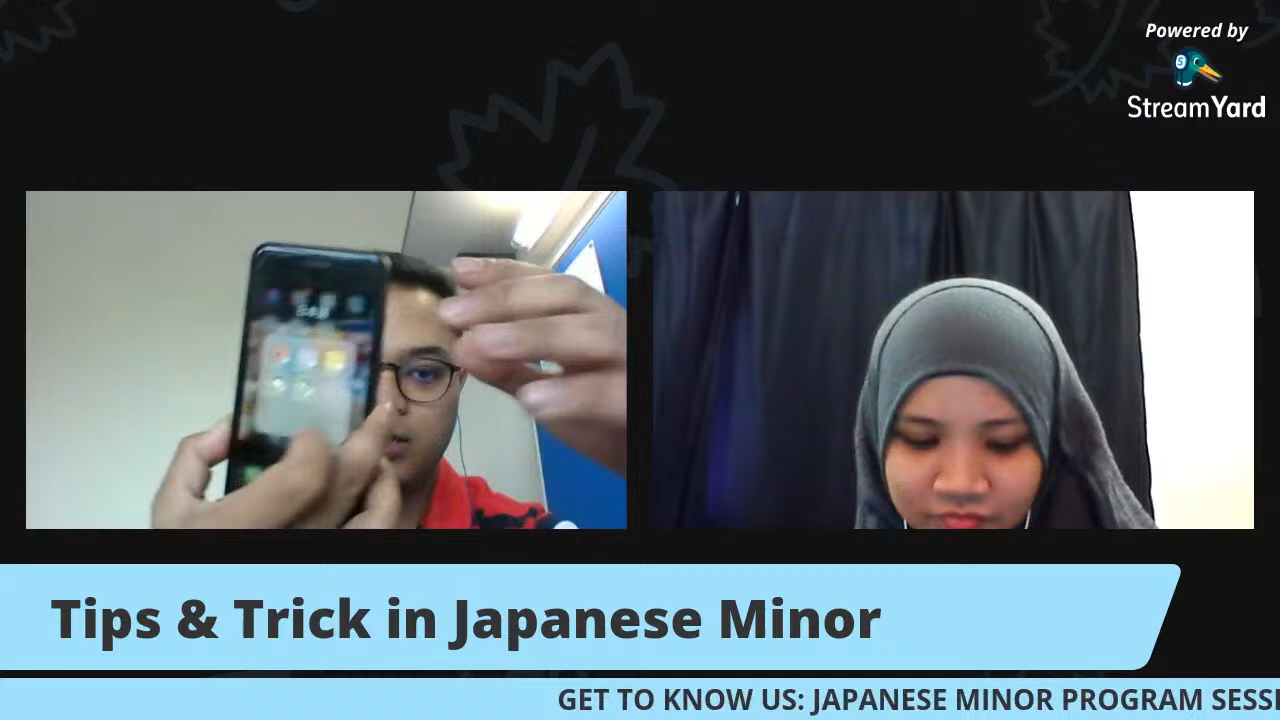 Powered by
StreamYard
Tips & Trick in Japanese Minor
GET TO KNOW US: JAPANESE MINOR PROGRAM SESSI